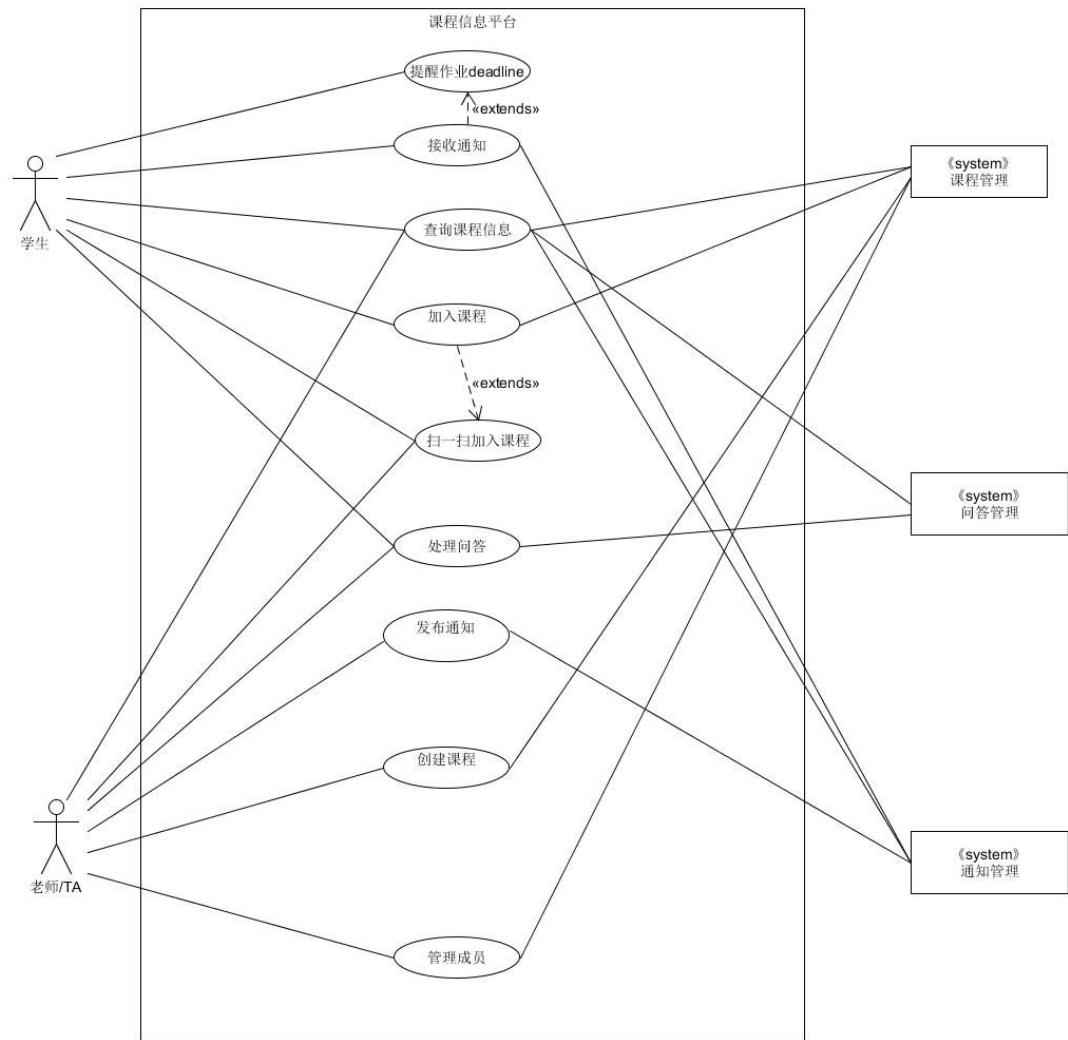 课程信息平台
提醒作业deadline
«extends»
接收通知
《system》
课程管理
查询课程信息
学生
加入课程
«extends»
扫一扫加入课程
《system》
问答管理
处理问答
发布通知
创建课程
《system》
通知管理
老师/TA
管理成员